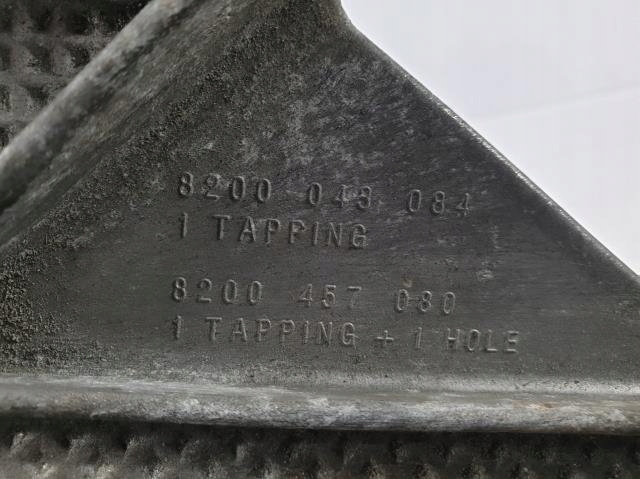 8200 043 084
1 TAPPING
8200 457 080
1 TAPPING + 1 HOLE